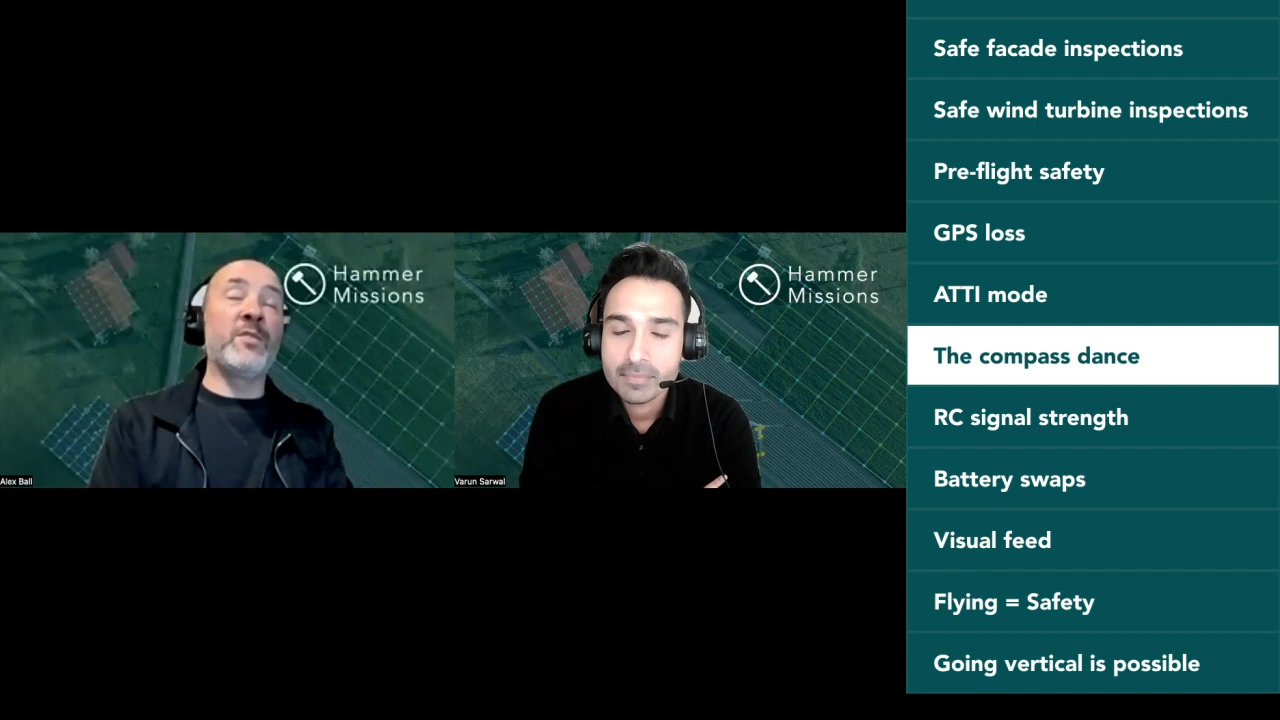 Hammer
Missions
Alex Ball
Hammer
Missions
Varun Sarwal
Safe facade inspections
Safe wind turbine inspections
Pre-flight safety
GPS loss
ATTI mode
The compass dance
RC signal strength
Battery swaps
Visual feed
Flying = Safety
Going vertical is possible